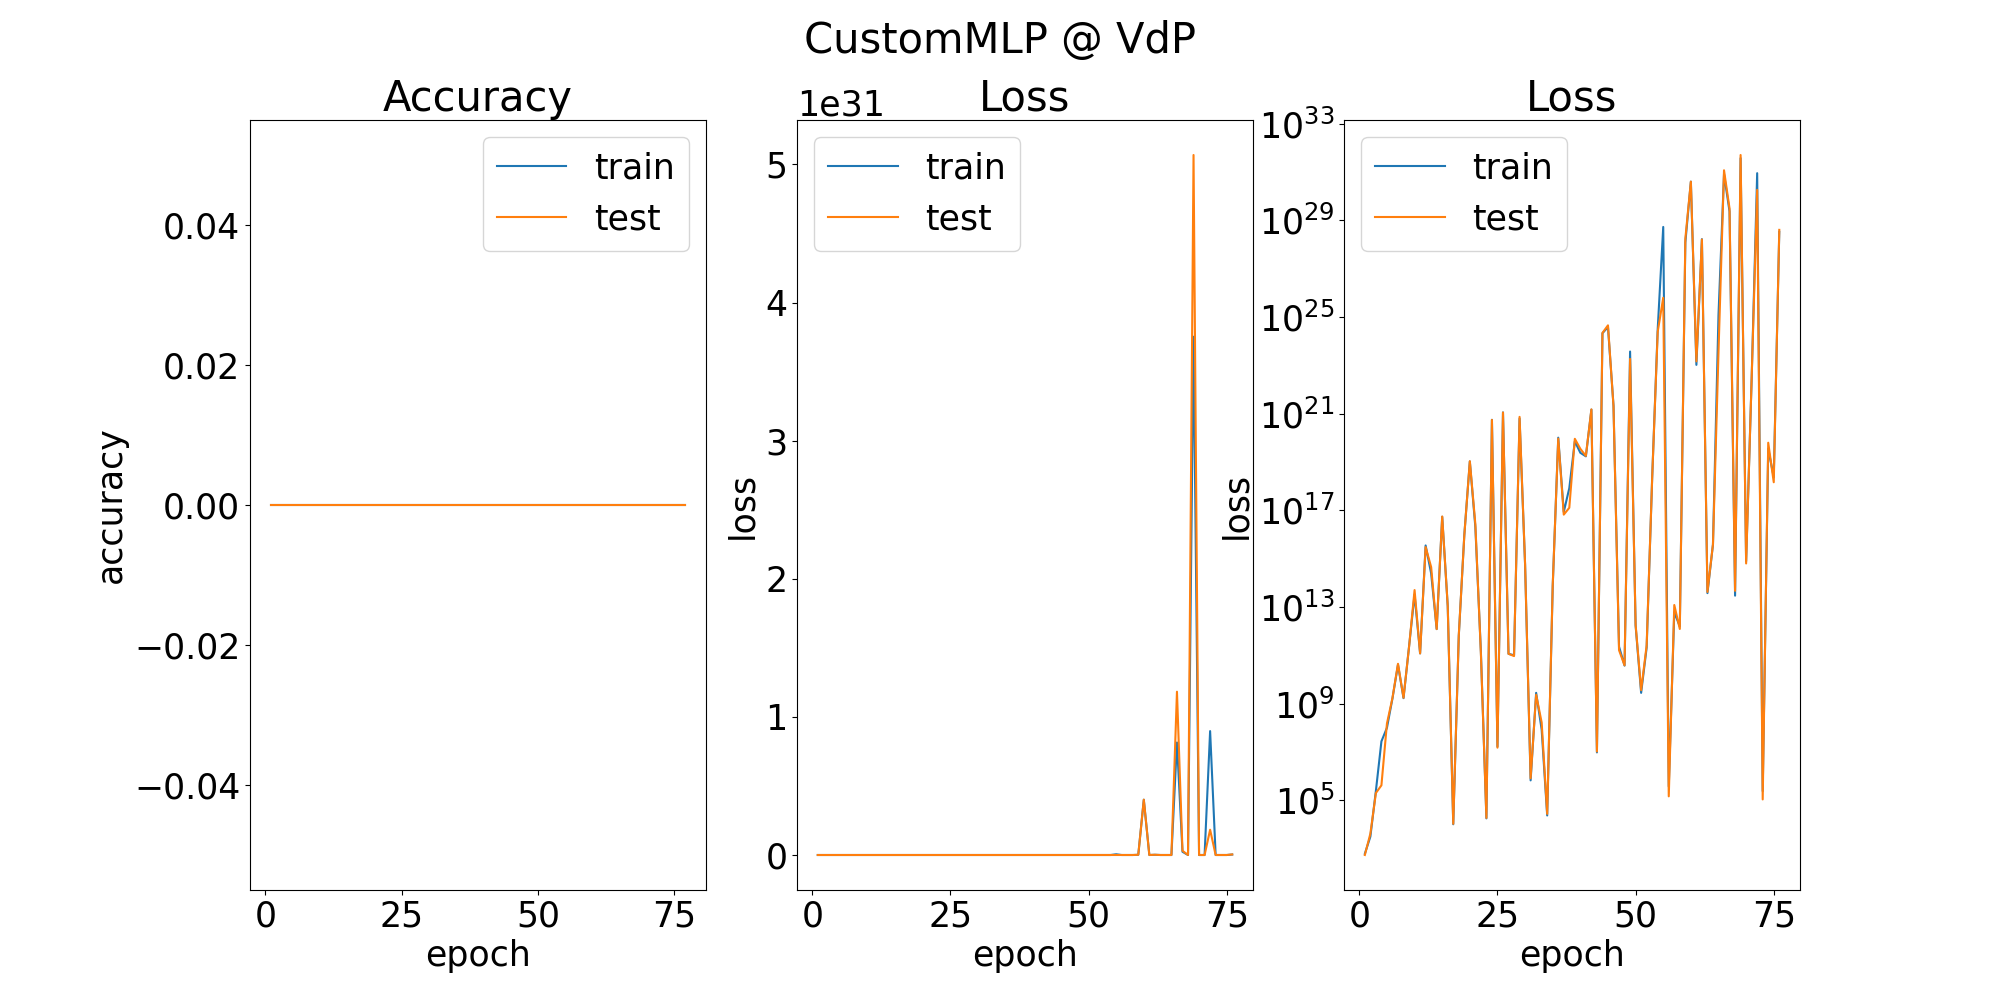 CustomMLP @ VdP
Accuracy
train
test
0.04
0.02
0.00
−0.02
−0.04
accuracy
0
25
50
75
epoch
Loss
1e31
train
test
5
4
3
2
1
0
loss
0
25
50
75
epoch
Loss
train
test
10^33
10^29
10^25
10^21
10^17
10^13
10^9
10^5
loss
0
25
50
75
epoch